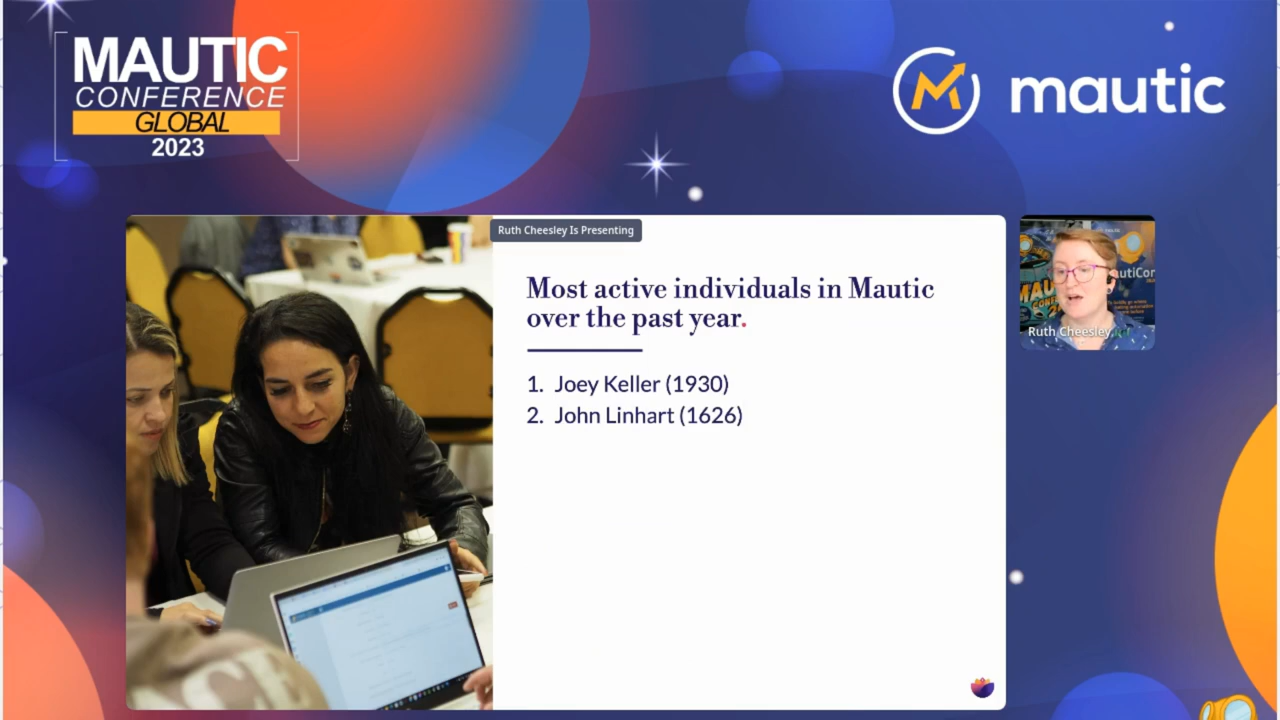 MAUTIC
CONFERENCE
GLOBAL
2023
mautic
Ruth Cheesley Is Presenting
Most active individuals in Mautic
over the past year.
1. Joey Keller (1930)
2. John Linhart (1626)
Ruth Cheesley